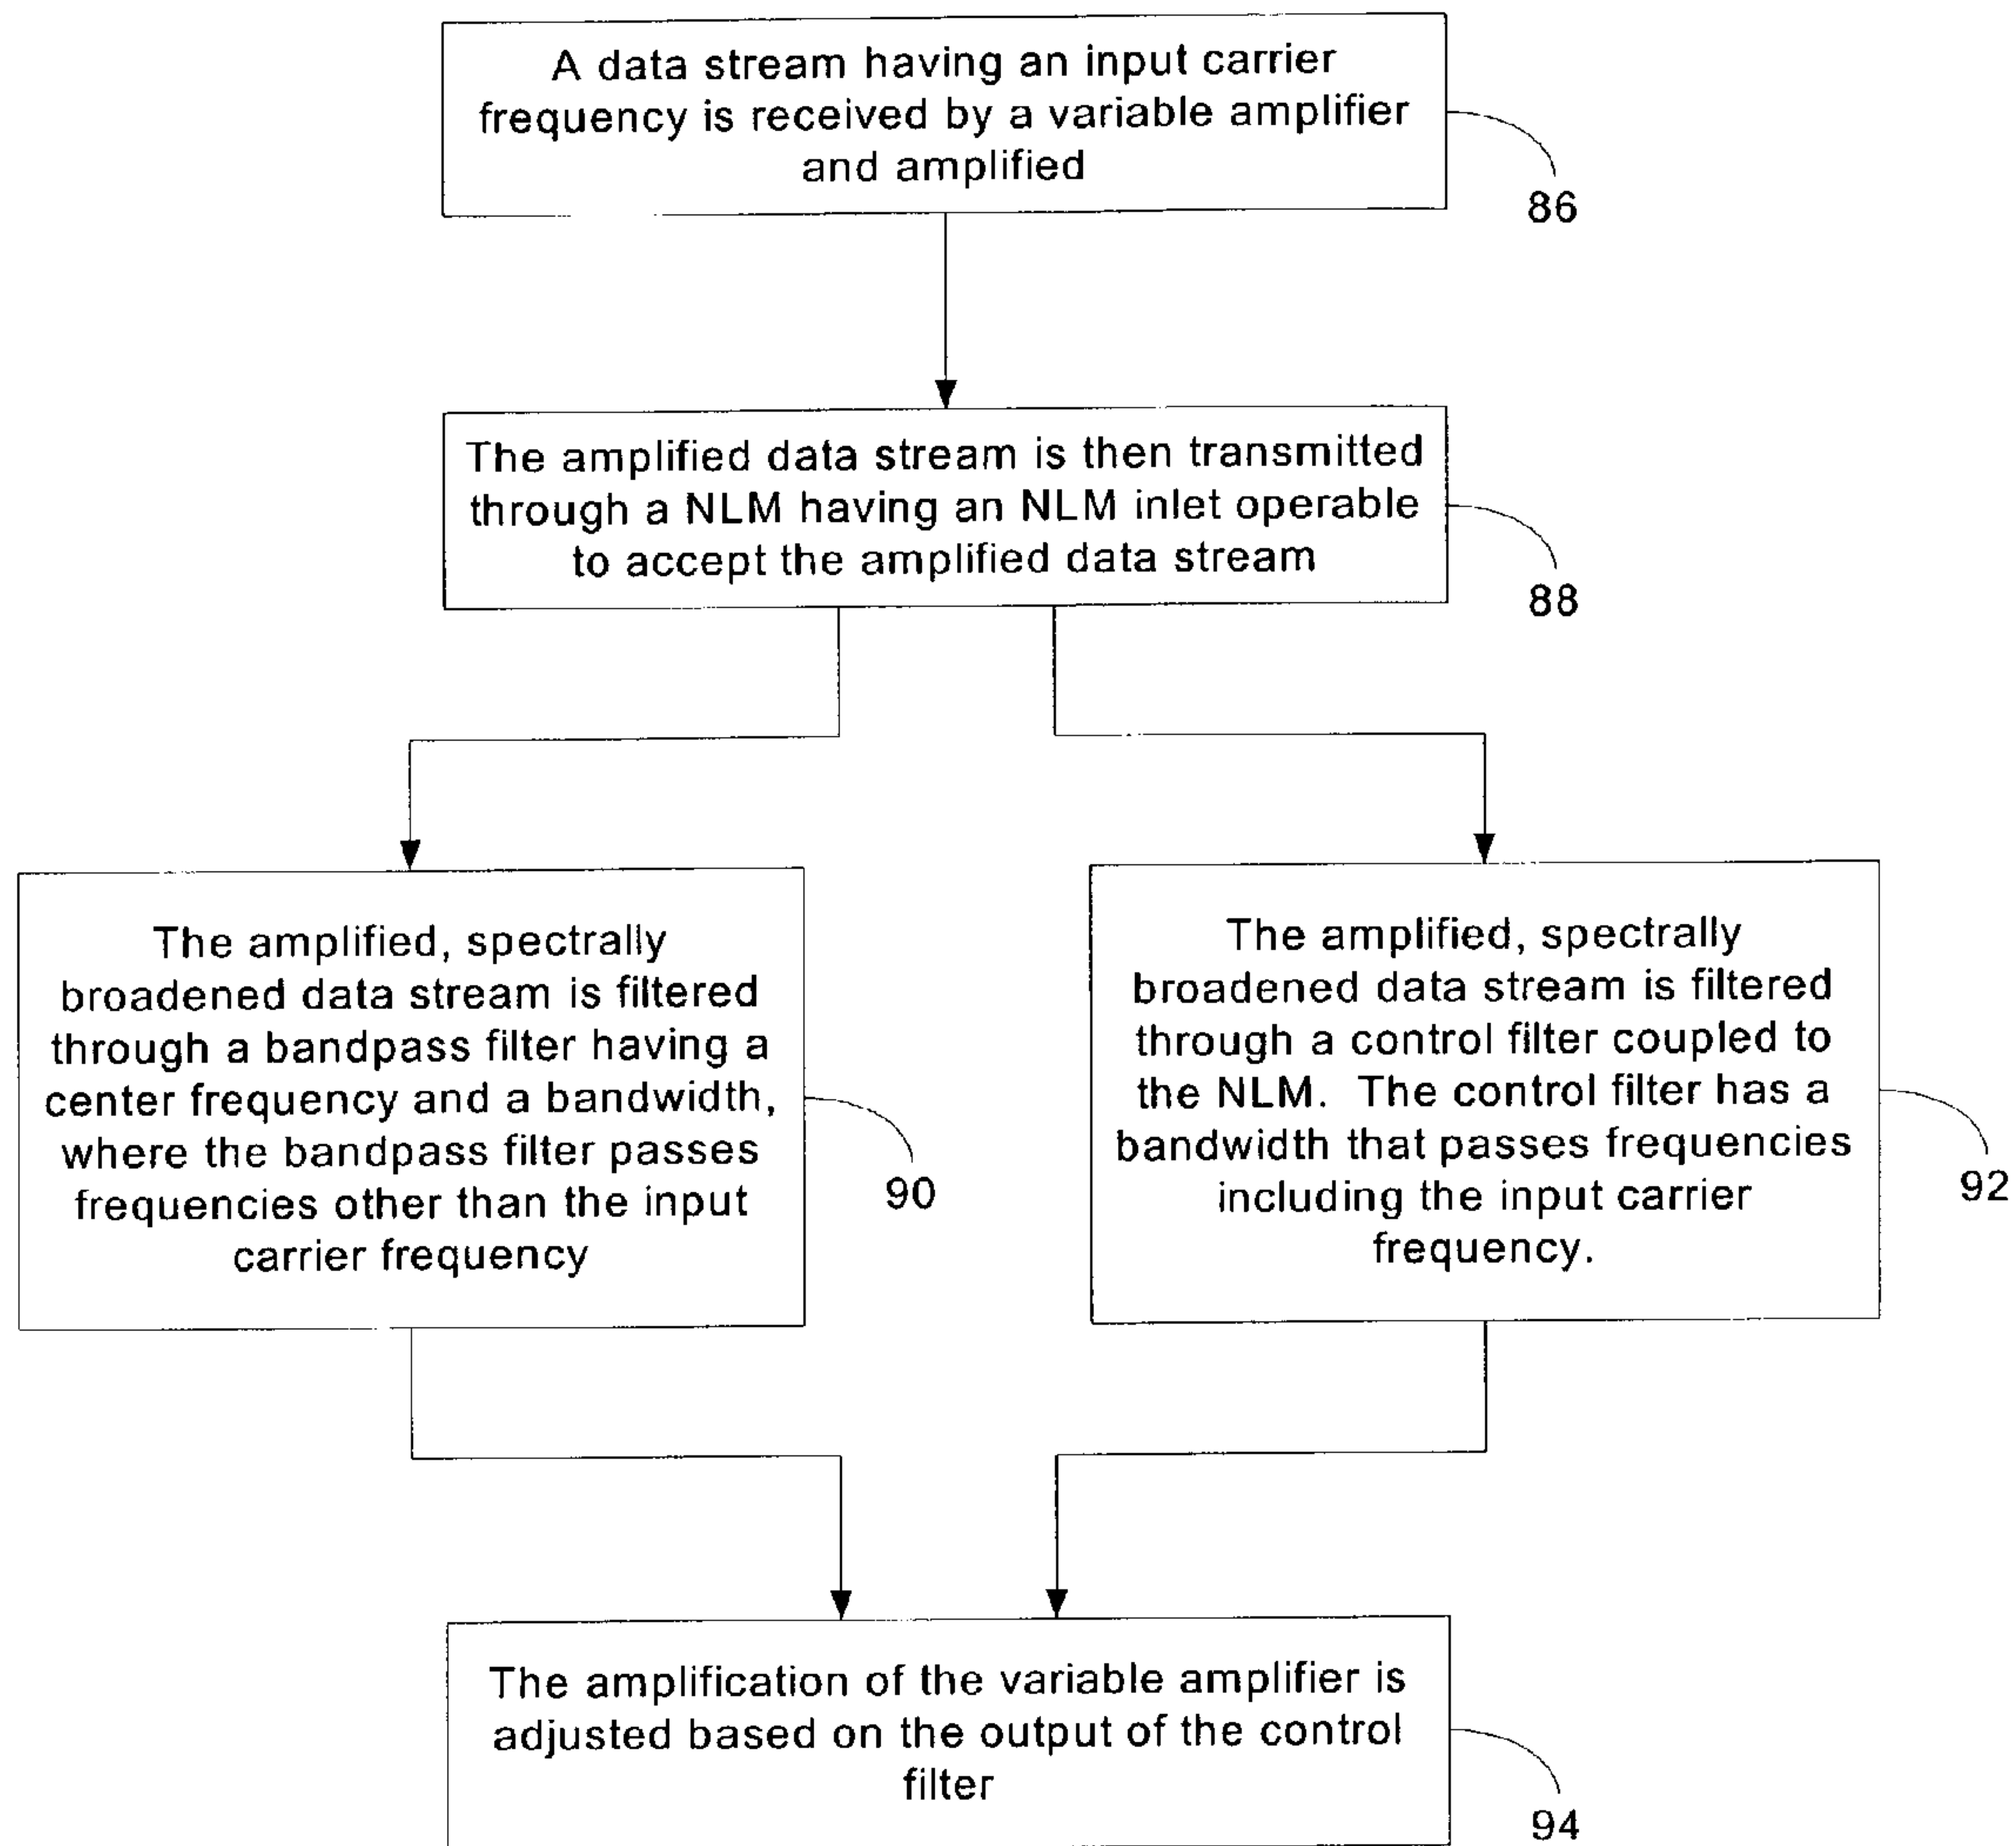 A data stream having an input carrier
frequency is received by a variable amplifier
and amplified
86
The amplified data stream is then transmitted
through a NLM having an NLM inlet operable
to accept the amplified data stream
88
The amplified, spectrally
broadened data stream is filtered
through a bandpass filter having a
center frequency and a bandwidth,
where the bandpass filter passes
frequencies other than the input
carrier frequency
90
The amplified, spectrally
broadened data stream is filtered
through a control filter coupled to
the NLM. The control filter has a
bandwidth that passes frequencies
including the input carrier
frequency.
92
The amplification of the variable amplifier is
adjusted based on the output of the control
filter
94